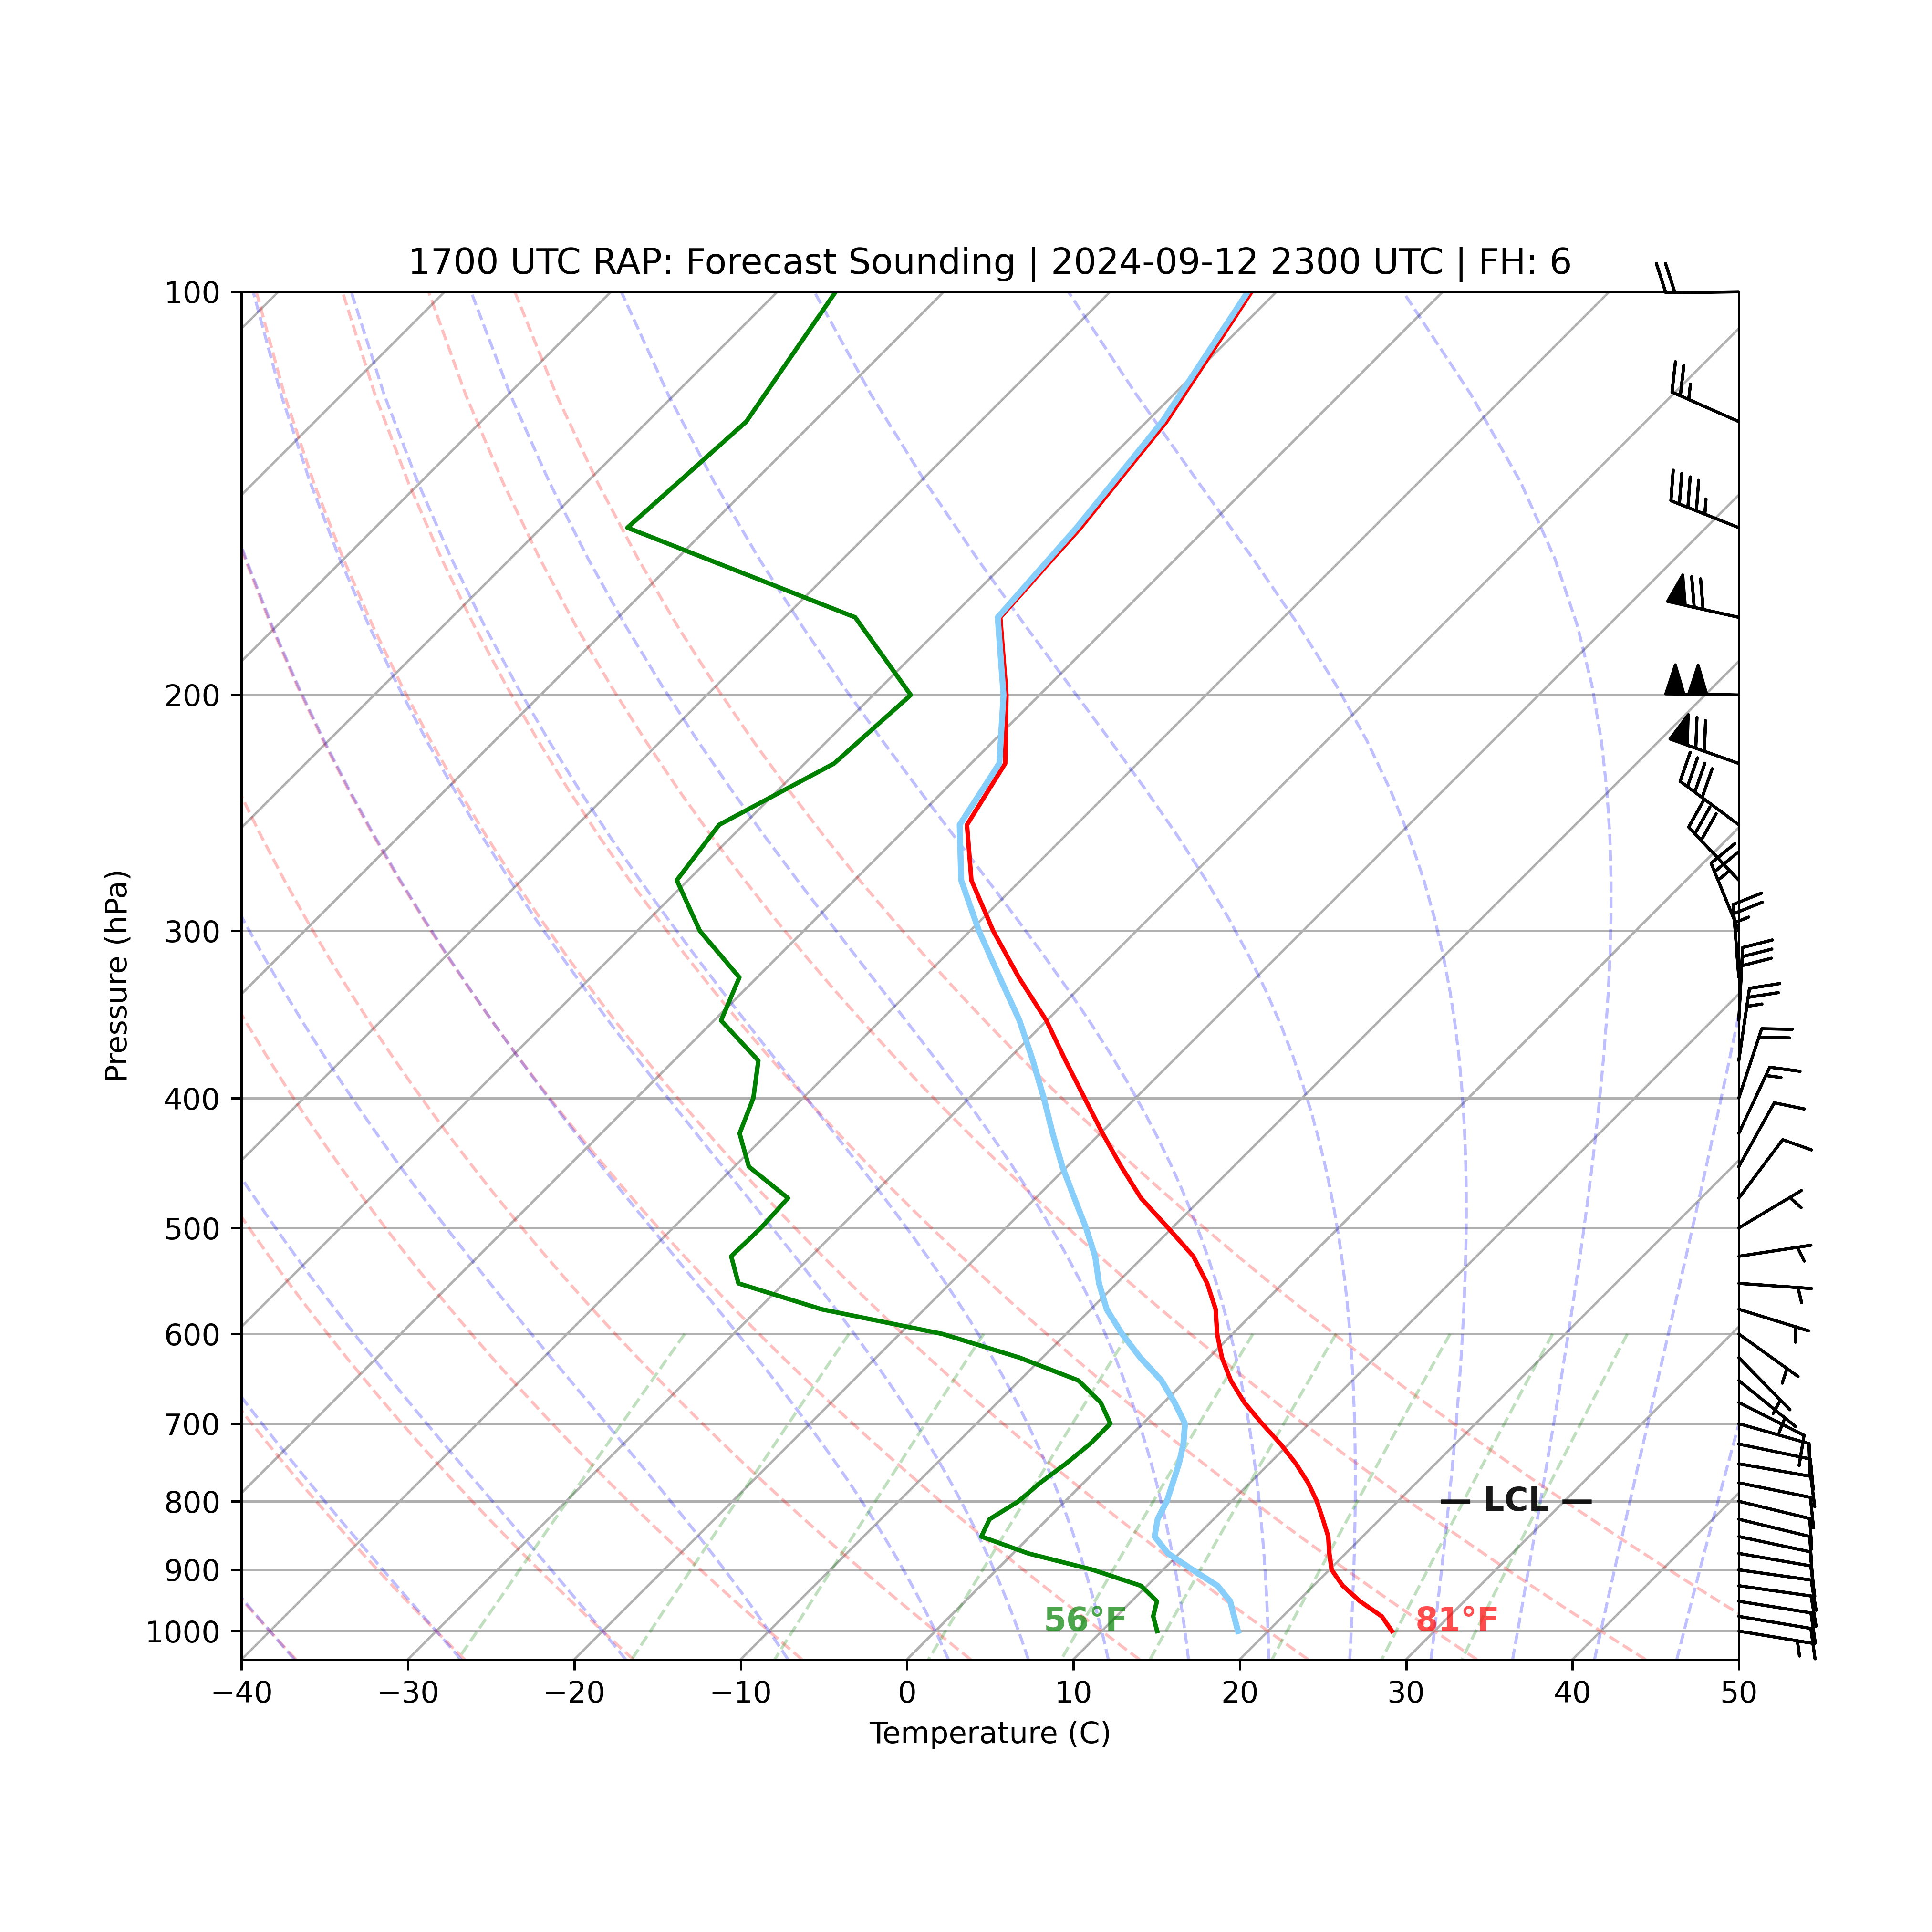 1700 UTC RAP: Forecast Sounding | 2024-09-12 2300 UTC | FH: 6
100
200
300
400
500
600
700
800
900
1000
Pressure (hPa)
LCL
56°F
81°F
−40 −30 −20 −10 0 10 20 30 40 50
Temperature (C)